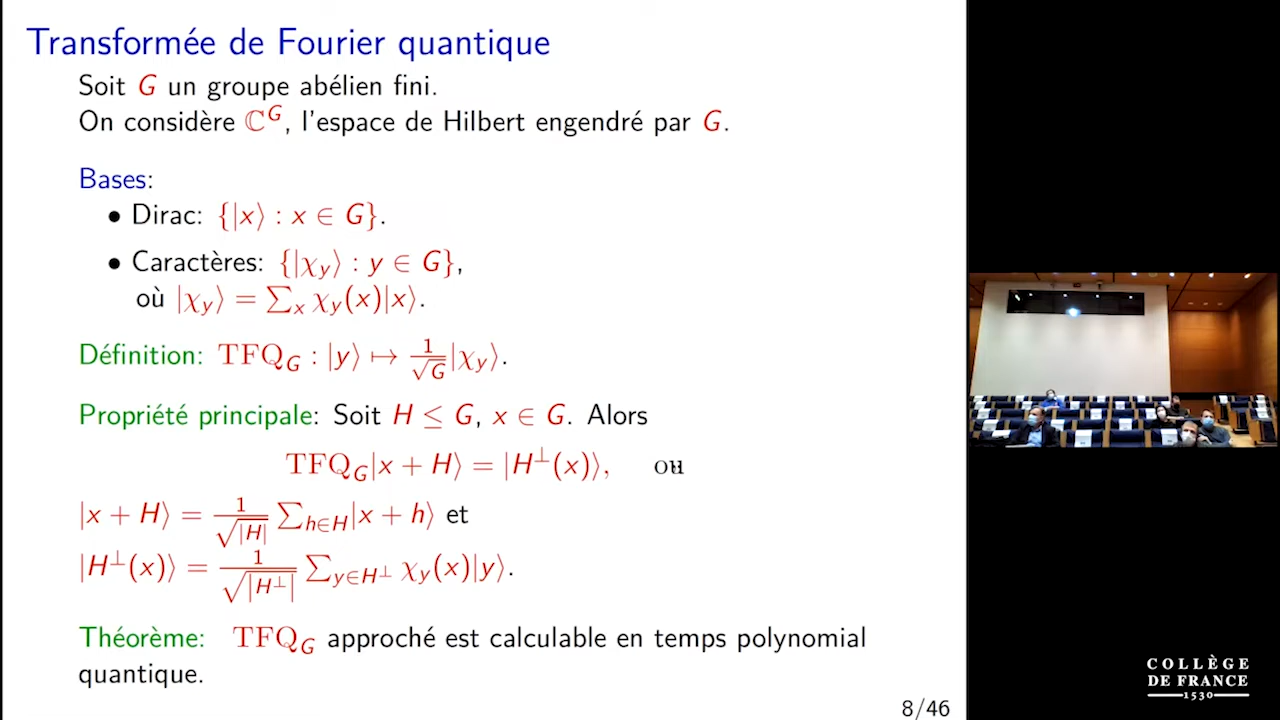 Transformée de Fourier quantique
Soit G un groupe abélien fini.
On considère ℂ^G, l'espace de Hilbert engendré par G.
Bases:
• Dirac: {|x⟩ : x ∈ G}.
• Caractères: {|χ_y⟩ : y ∈ G},
où |χ_y⟩ = ∑_x χ_y(x)|x⟩.
Définition: TFQ_G : |y⟩ ↦ 1/√G |χ_y⟩.
Propriété principale: Soit H ≤ G, x ∈ G. Alors
TFQ_G|x + H⟩ = |H^⊥(x)⟩,
|x + H⟩ = 1/√|H| ∑_{h∈H}|x + h⟩ et
|H^⊥(x)⟩ = 1/√|H^⊥| ∑_{y∈H^⊥} χ_y(x)|y⟩.
Théorème: TFQ_G approché est calculable en temps polynomial
quantique.
8/46
COLLÈGE
DE FRANCE
1530